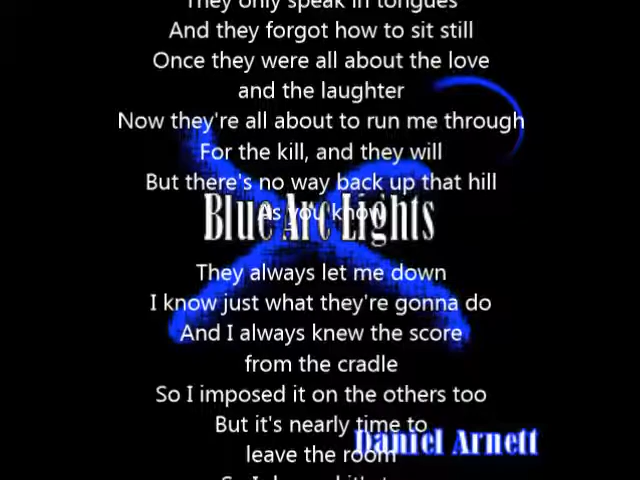 They only speak in tongues
And they forgot how to sit still
Once they were all about the love
and the laughter
Now they're all about to run me through
For the kill, and they will
But there's no way back up that hill
As you know
Blue Arc Lights
They always let me down
I know just what they're gonna do
And I always knew the score
from the cradle
So I imposed it on the others too
But it's nearly time to
leave the room
Daniel Arnett